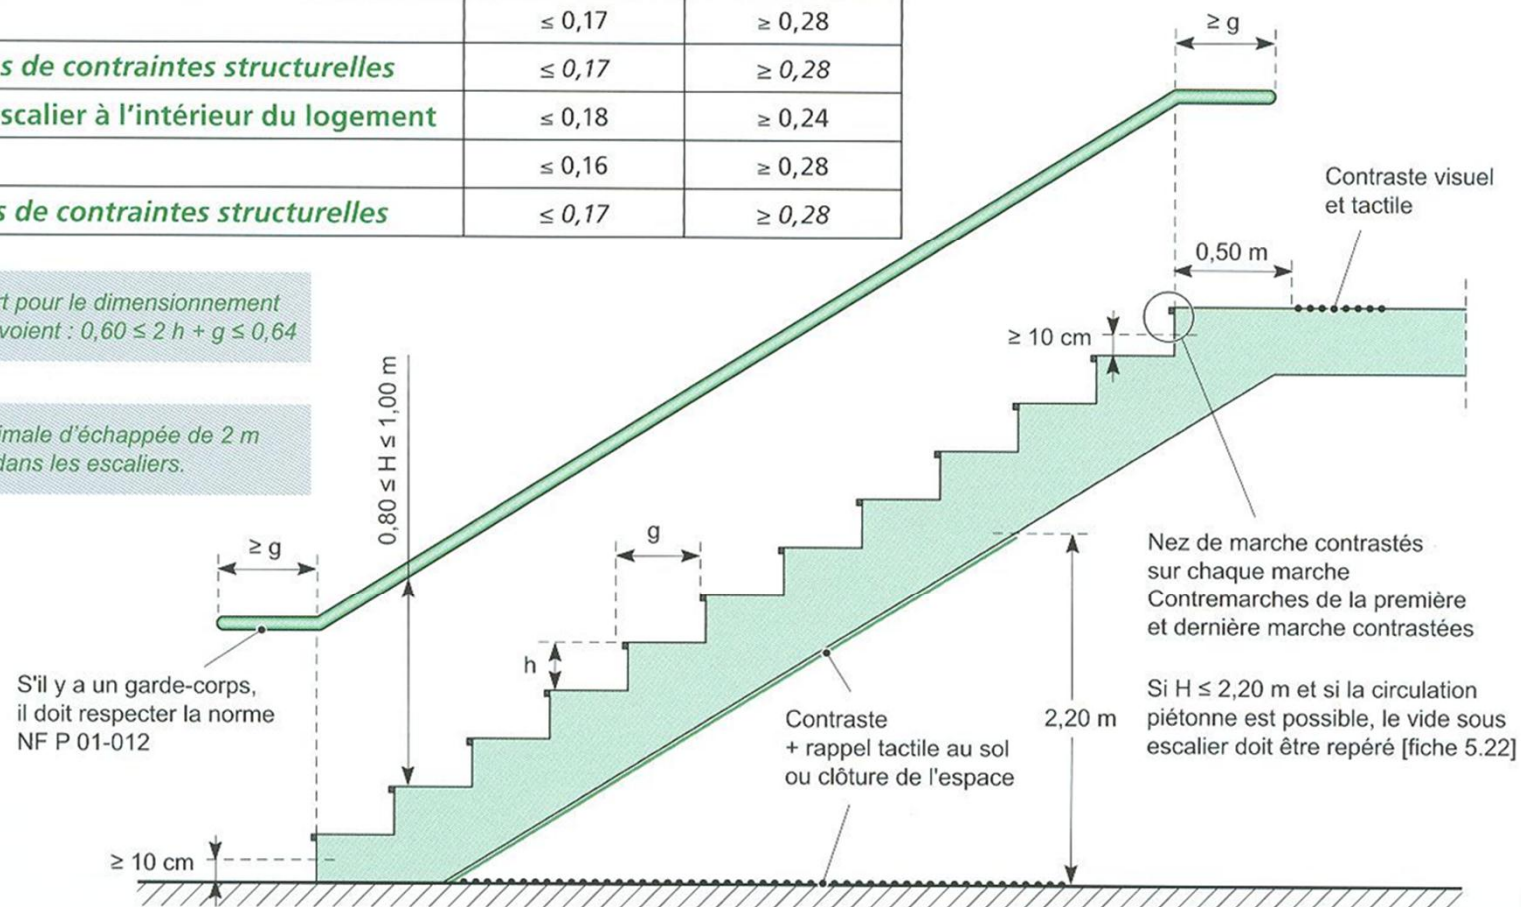 ≤ 0,17 ≥ 0,28
s de contraintes structurelles ≤ 0,17 ≥ 0,28
scalier à l'intérieur du logement ≤ 0,18 ≥ 0,24
≤ 0,16 ≥ 0,28
s de contraintes structurelles ≤ 0,17 ≥ 0,28
t pour le dimensionnement
voient : 0,60 ≤ 2 h + g ≤ 0,64
imale d'échappée de 2 m
dans les escaliers.
≥ g
Contraste visuel
et tactile
0,50 m
≥ 10 cm
0,80 ≤ H ≤ 1,00 m
≥ g
g
h
S'il y a un garde-corps,
il doit respecter la norme
NF P 01-012
≥ 10 cm
Contraste
+ rappel tactile au sol
ou clôture de l'espace
2,20 m
Nez de marche contrastés
sur chaque marche
Contremarches de la première
et dernière marche contrastées
Si H ≤ 2,20 m et si la circulation
piétonne est possible, le vide sous
escalier doit être repéré [fiche 5.22]